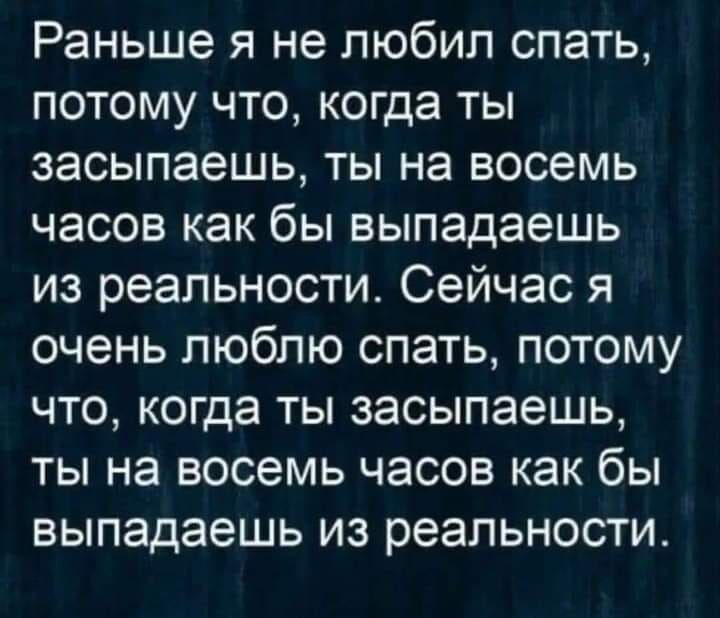 Раньше я не любил спать,
потому что, когда ты
засыпаешь, ты на восемь
часов как бы выпадаешь
из реальности. Сейчас я
очень люблю спать, потому
что, когда ты засыпаешь,
ты на восемь часов как бы
выпадаешь из реальности.